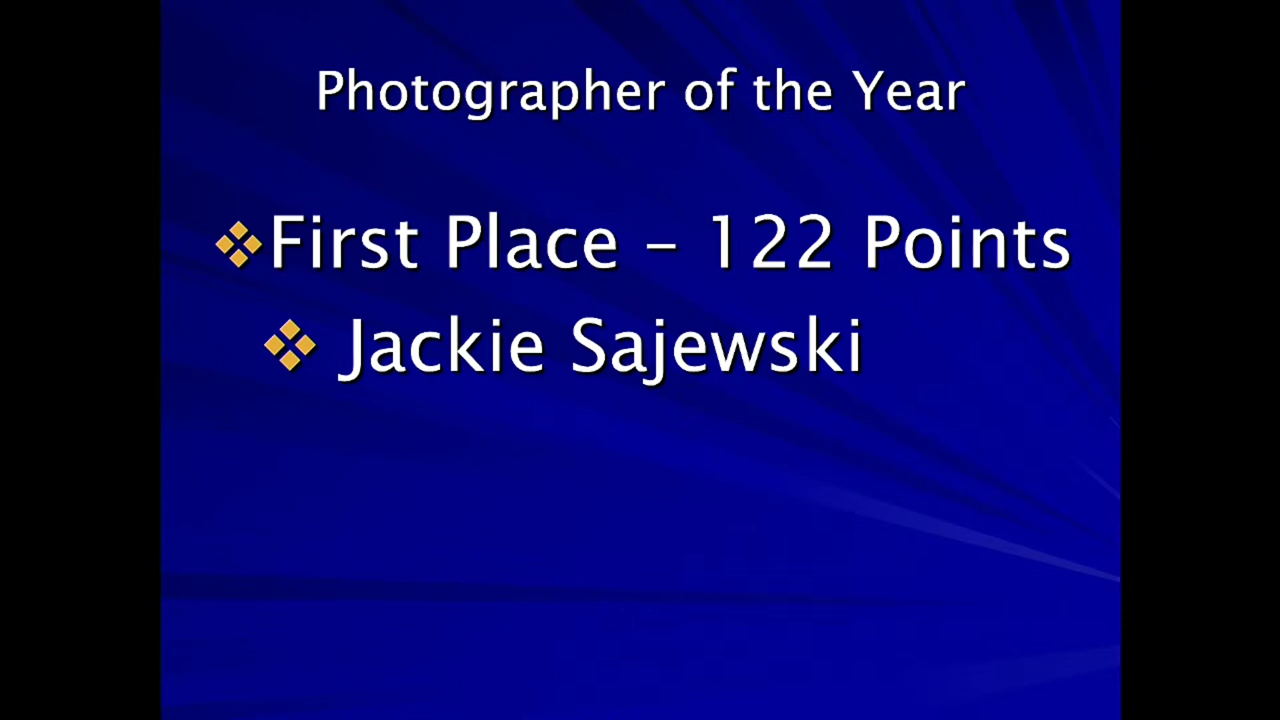 Photographer of the Year
❖First Place – 122 Points
❖ Jackie Sajewski